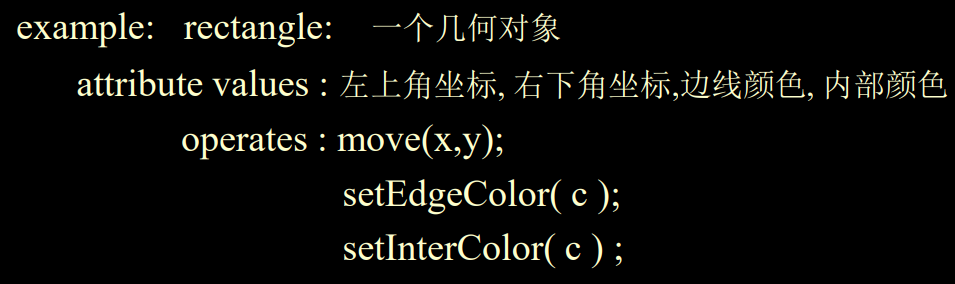 example: rectangle: 一个几何对象
attribute values : 左上角坐标, 右下角坐标,边线颜色, 内部颜色
operates : move(x,y);
setEdgeColor( c );
setInterColor( c ) ;